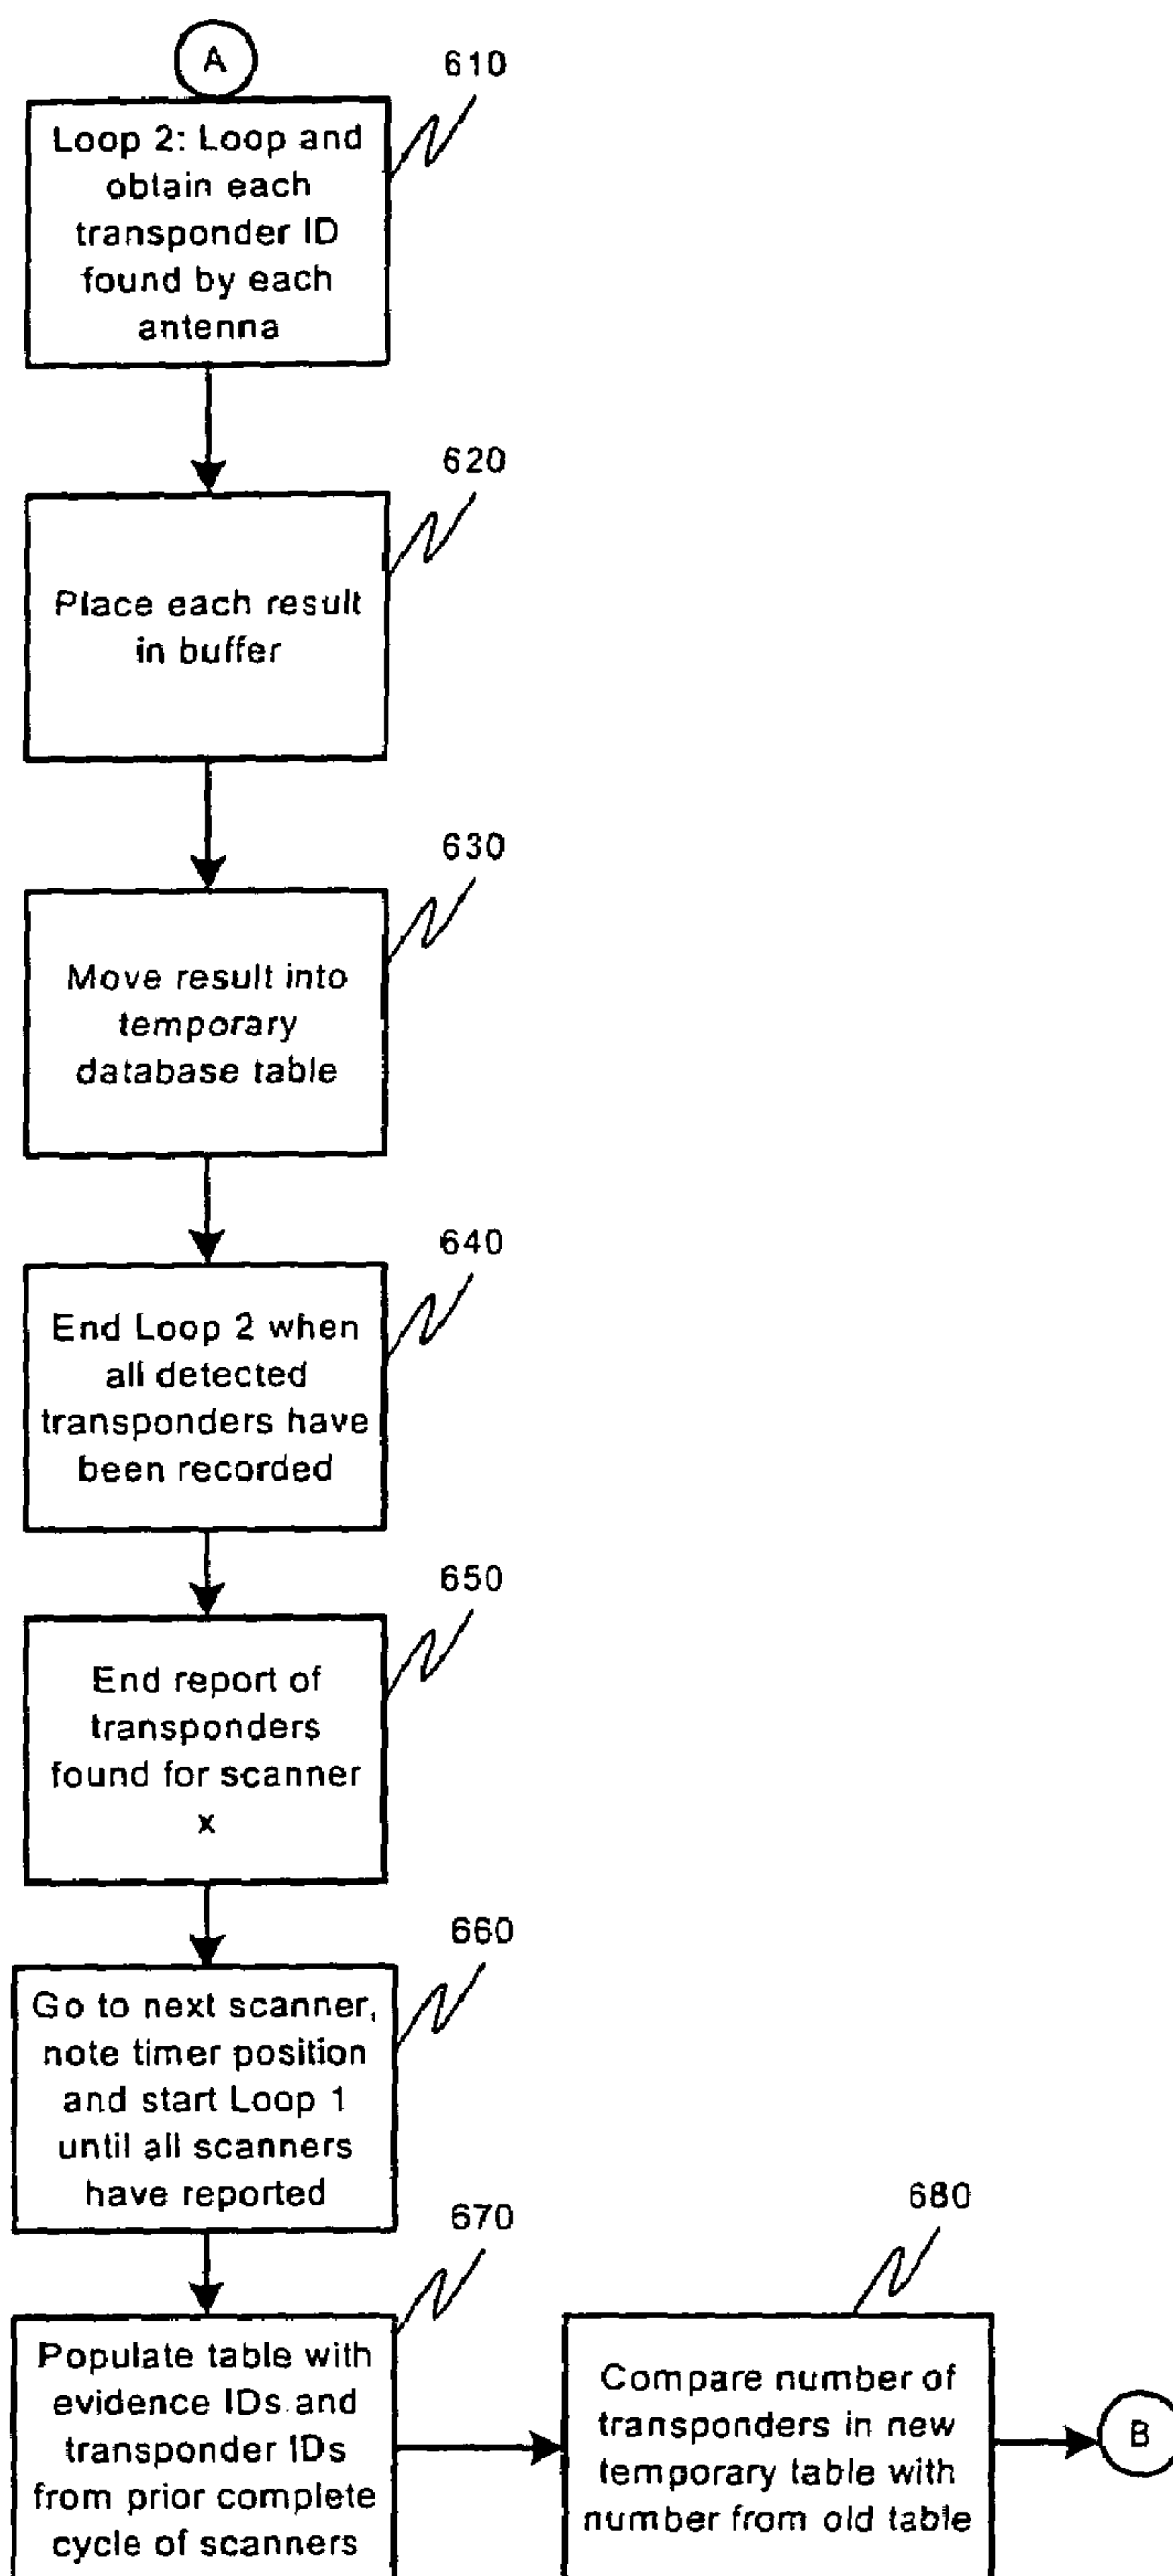 A
610
Loop 2: Loop and
obtain each
transponder ID
found by each
antenna
620
Place each result
in buffer
630
Move result into
temporary
database table
640
End Loop 2 when
all detected
transponders have
been recorded
650
End report of
transponders
found for scanner
x
660
Go to next scanner,
note timer position
and start Loop 1
until all scanners
have reported
670
Populate table with
evidence IDs and
transponder IDs
from prior complete
cycle of scanners
680
Compare number of
transponders in new
temporary table with
number from old table
B